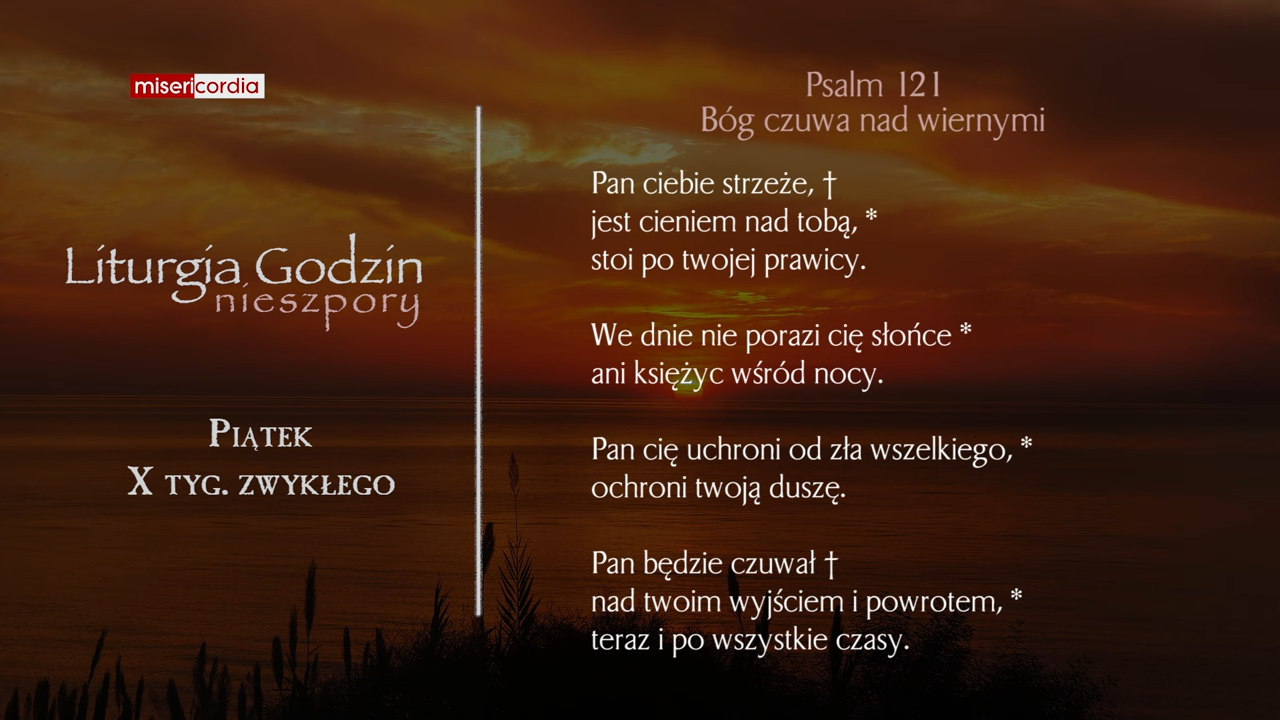 misericordia
Liturgia Godzin
nieszpory
Piątek
X tyg. zwykłego
Psalm 121
Bóg czuwa nad wiernymi
Pan ciebie strzeże, †
jest cieniem nad tobą, *
stoi po twojej prawicy.
We dnie nie porazi cię słońce *
ani księżyc wśród nocy.
Pan cię uchroni od zła wszelkiego, *
ochroni twoją duszę.
Pan będzie czuwał †
nad twoim wyjściem i powrotem, *
teraz i po wszystkie czasy.